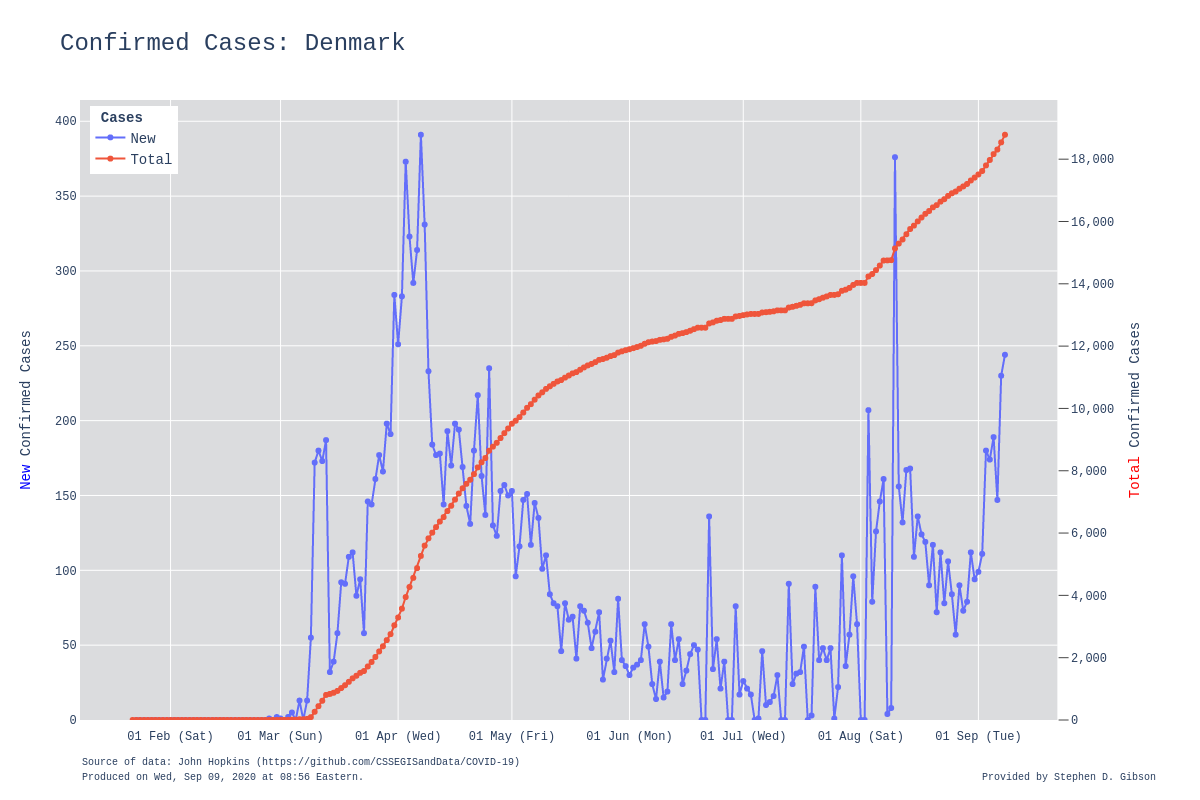 Confirmed Cases: Denmark
Cases
New
Total
400
350
300
250
200
150
100
50
0
New Confirmed Cases
18,000
16,000
14,000
12,000
10,000
8,000
6,000
4,000
2,000
0
Total Confirmed Cases
01 Feb (Sat) 01 Mar (Sun) 01 Apr (Wed) 01 May (Fri) 01 Jun (Mon) 01 Jul (Wed) 01 Aug (Sat) 01 Sep (Tue)
Source of data: John Hopkins (https://github.com/CSSEGISandData/COVID-19)
Produced on Wed, Sep 09, 2020 at 08:56 Eastern.
Provided by Stephen D. Gibson